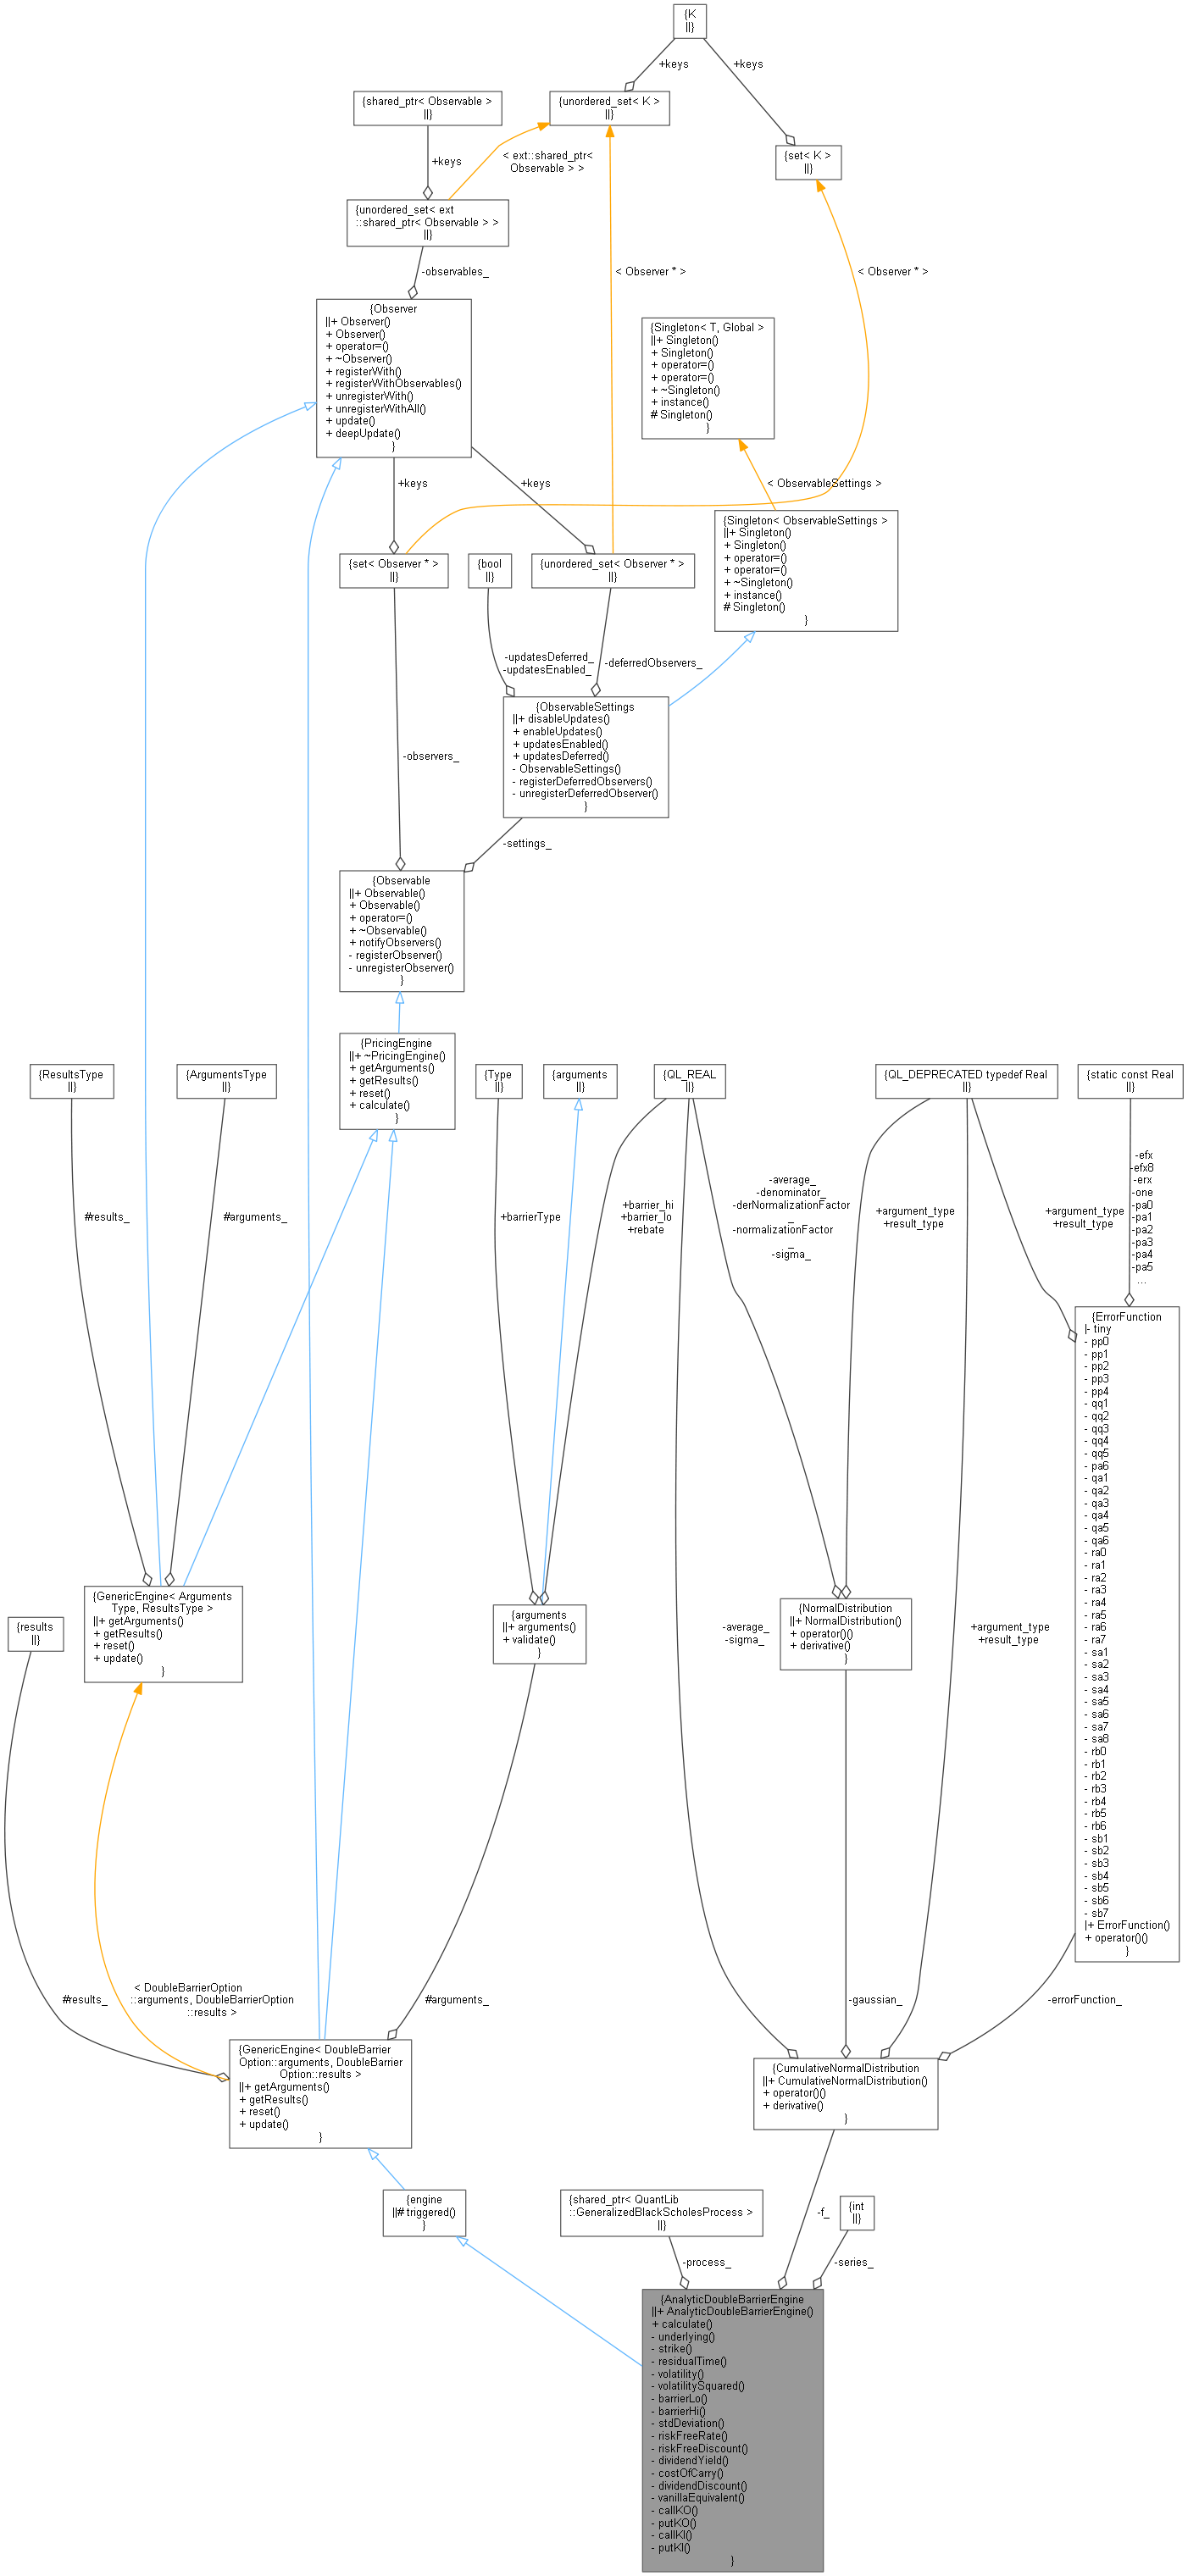 {K
||}
+keys
+keys
{shared_ptr< Observable >
||}
{unordered_set< K >
||}
{set< K >
||}
+keys
< ext::shared_ptr<
Observable > >
{unordered_set< ext
::shared_ptr< Observable > >
||}
-observables_
< Observer * >
< Observer * >
{Observer
||+ Observer()
+ Observer()
+ operator=()
+ ~Observer()
+ registerWith()
+ registerWithObservables()
+ unregisterWith()
+ unregisterWithAll()
+ update()
+ deepUpdate()
}
{Singleton< T, Global >
||+ Singleton()
+ Singleton()
+ operator=()
+ operator=()
+ ~Singleton()
+ instance()
# Singleton()
}
+keys
+keys
< ObservableSettings >
{Singleton< ObservableSettings >
||+ Singleton()
+ Singleton()
+ operator=()
+ operator=()
+ ~Singleton()
+ instance()
# Singleton()
}
{set< Observer * >
||}
{bool
||}
{unordered_set< Observer * >
||}
-updatesDeferred_
-updatesEnabled_
-deferredObservers_
{ObservableSettings
||+ disableUpdates()
+ enableUpdates()
+ updatesEnabled()
+ updatesDeferred()
- ObservableSettings()
- registerDeferredObservers()
- unregisterDeferredObserver()
}
-observers_
-settings_
{Observable
||+ Observable()
+ Observable()
+ operator=()
+ ~Observable()
+ notifyObservers()
- registerObserver()
- unregisterObserver()
}
{PricingEngine
||+ ~PricingEngine()
+ getArguments()
+ getResults()
+ reset()
+ calculate()
}
{ResultsType
||}
{ArgumentsType
||}
{Type
||}
{arguments
||}
{QL_REAL
||}
{QL_DEPRECATED typedef Real
||}
{static const Real
||}
#results_
#arguments_
+barrierType
+barrier_hi
+barrier_lo
+rebate
-average_
-denominator_
-derNormalizationFactor
_
-normalizationFactor
_
-sigma_
+argument_type
+result_type
+argument_type
+result_type
-efx
-efx8
-erx
-one
-pa0
-pa1
-pa2
-pa3
-pa4
-pa5
...
{ErrorFunction
|- tiny
- pp0
- pp1
- pp2
- pp3
- pp4
- qq1
- qq2
- qq3
- qq4
- qq5
- pa6
- qa1
- qa2
- qa3
- qa4
- qa5
- qa6
- ra0
- ra1
- ra2
- ra3
- ra4
- ra5
- ra6
- ra7
- sa1
- sa2
- sa3
- sa4
- sa5
- sa6
- sa7
- sa8
- rb0
- rb1
- rb2
- rb3
- rb4
- rb5
- rb6
- sb1
- sb2
- sb3
- sb4
- sb5
- sb6
- sb7
|+ ErrorFunction()
+ operator()()
}
{results
||}
{GenericEngine< Arguments
Type, ResultsType >
||+ getArguments()
+ getResults()
+ reset()
+ update()
}
{arguments
||+ arguments()
+ validate()
}
{NormalDistribution
||+ NormalDistribution()
+ operator()()
+ derivative()
}
-average_
-sigma_
+argument_type
+result_type
#results_
< DoubleBarrierOption
::arguments, DoubleBarrierOption
::results >
#arguments_
-gaussian_
-errorFunction_
{GenericEngine< DoubleBarrier
Option::arguments, DoubleBarrier
Option::results >
||+ getArguments()
+ getResults()
+ reset()
+ update()
}
{CumulativeNormalDistribution
||+ CumulativeNormalDistribution()
+ operator()()
+ derivative()
}
{engine
||# triggered()
}
{shared_ptr< QuantLib
::GeneralizedBlackScholesProcess >
||}
{int
||}
-process_
-f_
-series_
{AnalyticDoubleBarrierEngine
||+ AnalyticDoubleBarrierEngine()
+ calculate()
- underlying()
- strike()
- residualTime()
- volatility()
- volatilitySquared()
- barrierLo()
- barrierHi()
- stdDeviation()
- riskFreeRate()
- riskFreeDiscount()
- dividendYield()
- costOfCarry()
- dividendDiscount()
- vanillaEquivalent()
- callKO()
- putKO()
- callKI()
- putKI()
}